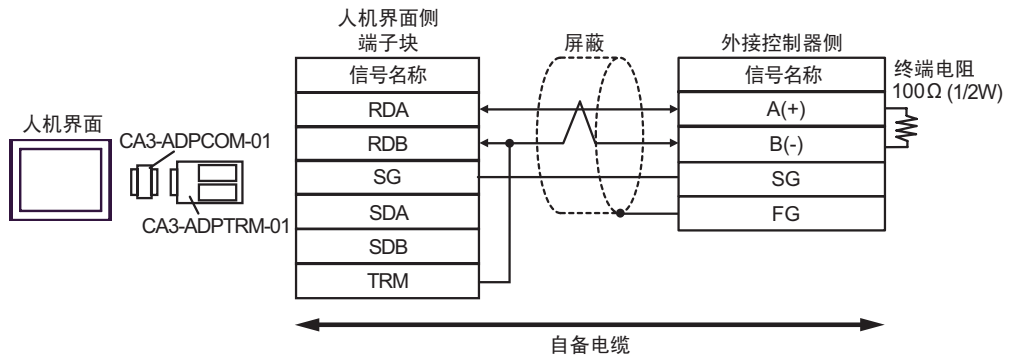 人机界面侧
端子块
屏蔽
外接控制器侧
信号名称
信号名称
终端电阻
100Ω (1/2W)
RDA
A(+)
人机界面
CA3-ADPCOM-01
RDB
B(-)
SG
SG
CA3-ADPTRM-01
SDA
FG
SDB
TRM
自备电缆